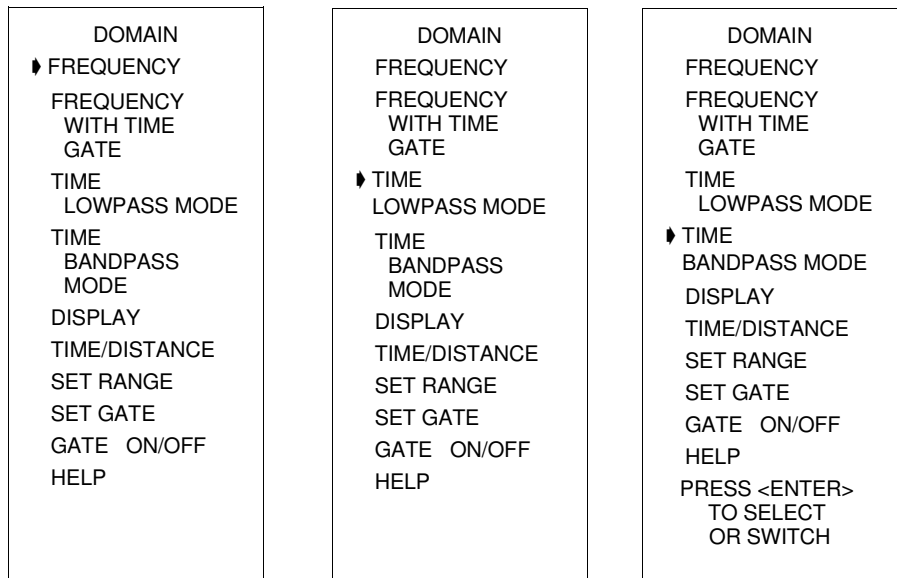 DOMAIN
FREQUENCY
FREQUENCY
WITH TIME
GATE
TIME
LOWPASS MODE
TIME
BANDPASS
MODE
DISPLAY
TIME/DISTANCE
SET RANGE
SET GATE
GATE ON/OFF
HELP
DOMAIN
FREQUENCY
FREQUENCY
WITH TIME
GATE
TIME
LOWPASS MODE
TIME
BANDPASS
MODE
DISPLAY
TIME/DISTANCE
SET RANGE
SET GATE
GATE ON/OFF
HELP
DOMAIN
FREQUENCY
FREQUENCY
WITH TIME
GATE
TIME
LOWPASS MODE
TIME
BANDPASS MODE
DISPLAY
TIME/DISTANCE
SET RANGE
SET GATE
GATE ON/OFF
HELP
PRESS <ENTER>
TO SELECT
OR SWITCH